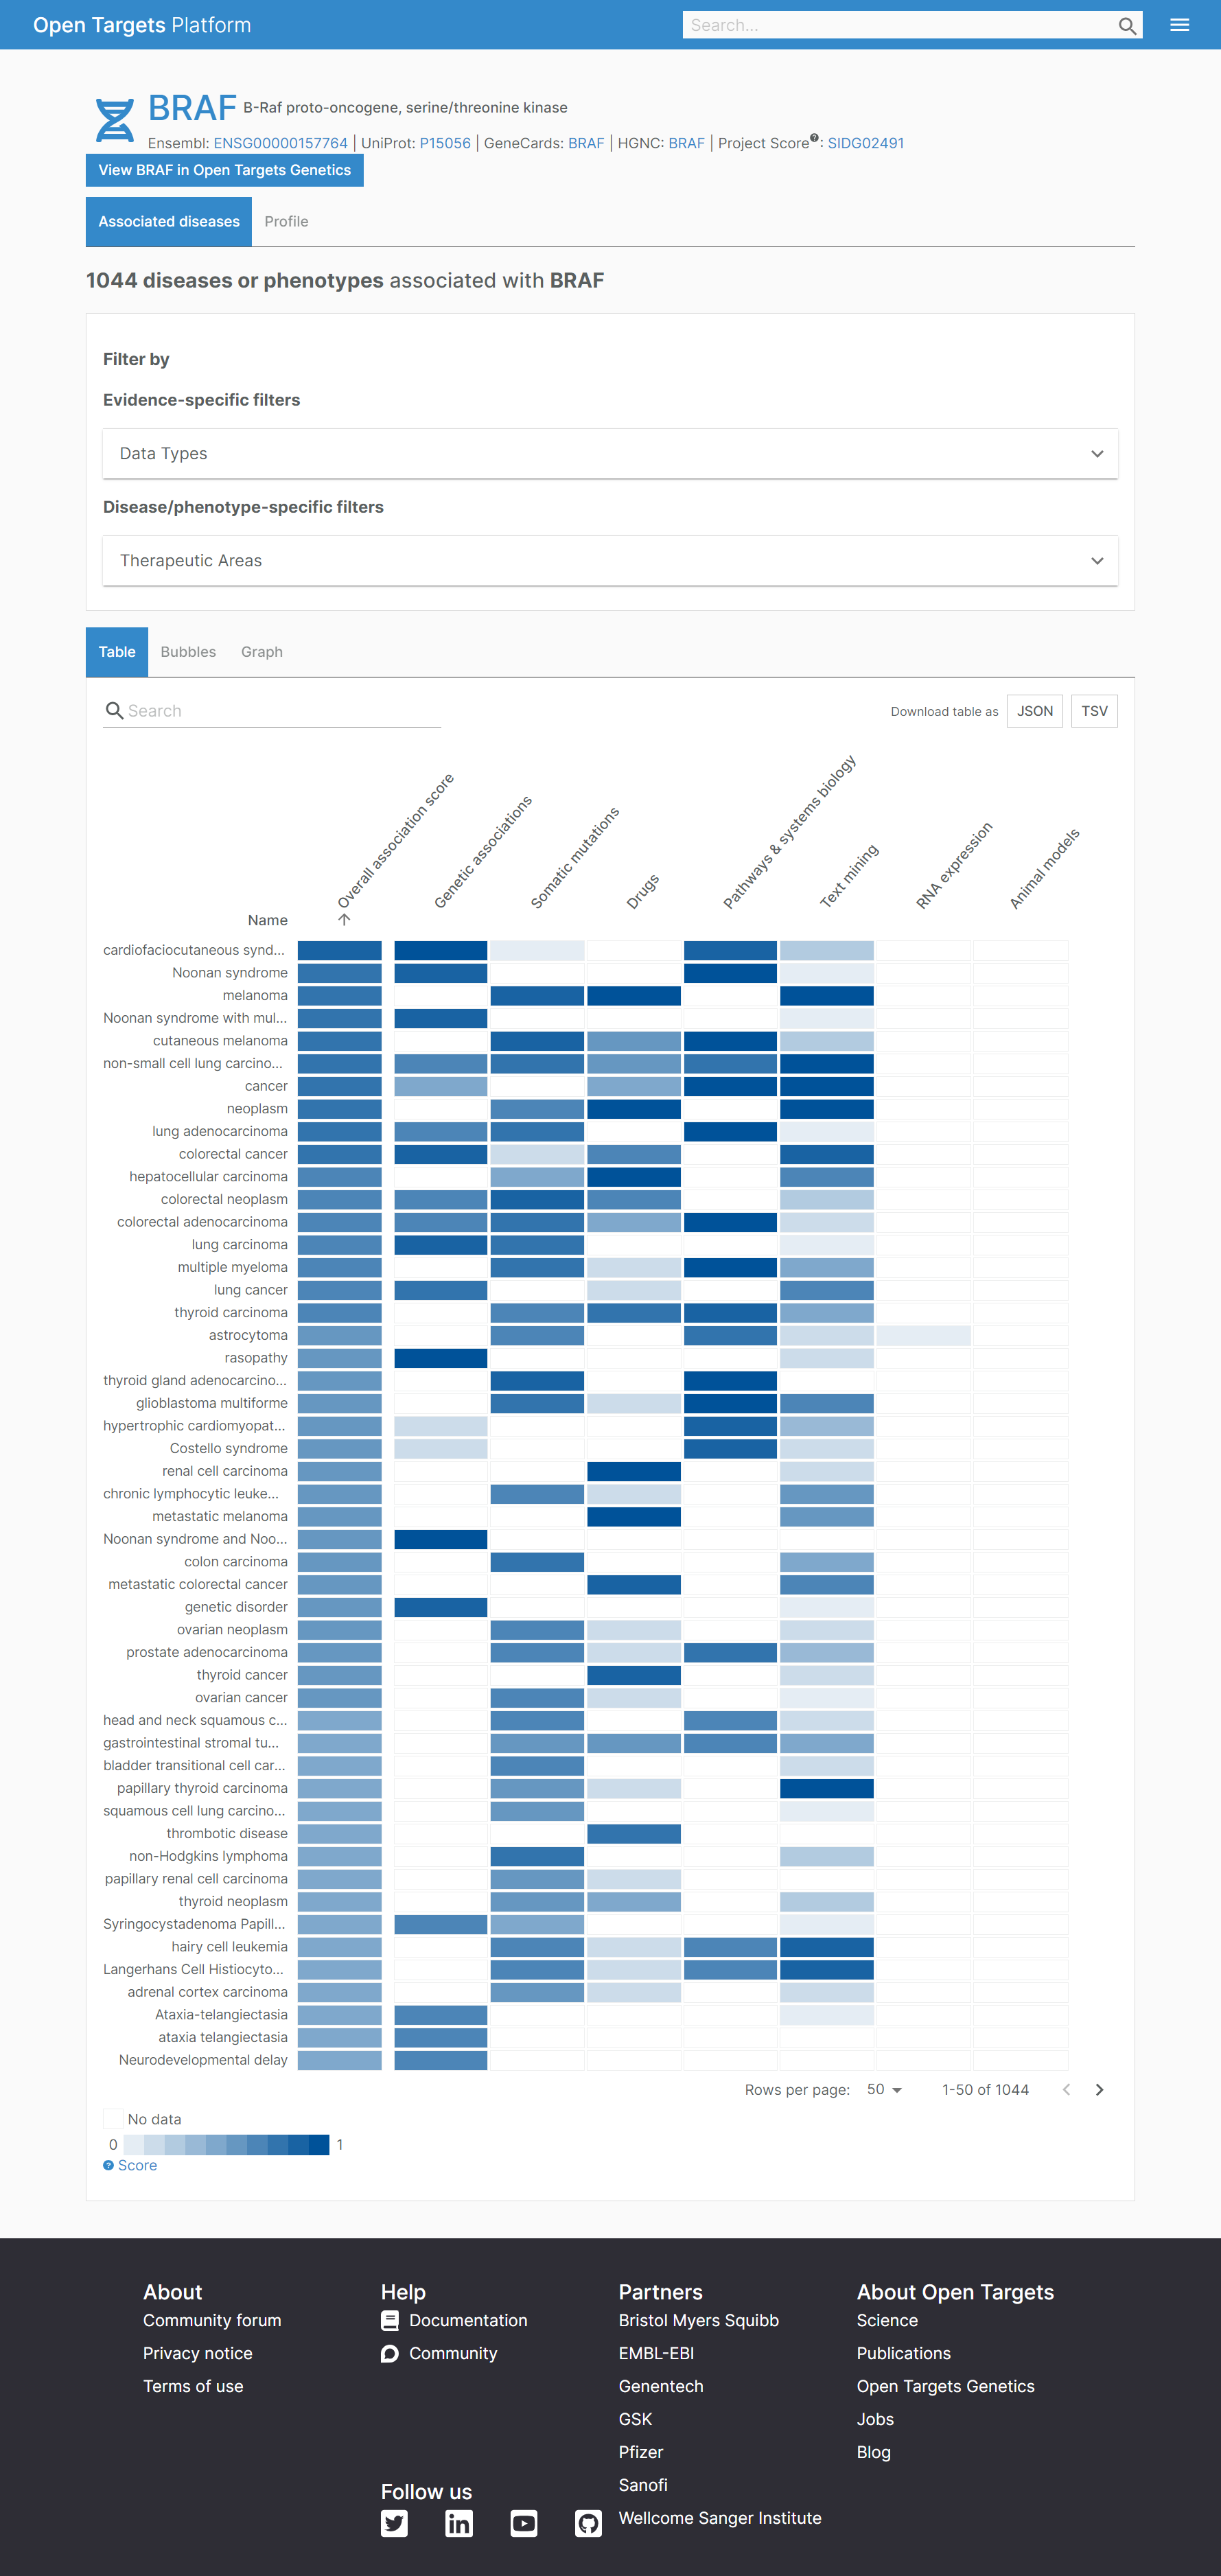 Open Targets Platform
Search...
BRAF B-Raf proto-oncogene, serine/threonine kinase
Ensembl: ENSG00000157764 | UniProt: P15056 | GeneCards: BRAF | HGNC: BRAF | Project Score?: SIDG02491
View BRAF in Open Targets Genetics
Associated diseases
Profile
1044 diseases or phenotypes associated with BRAF
Filter by
Evidence-specific filters
Data Types
Disease/phenotype-specific filters
Therapeutic Areas
Table
Bubbles
Graph
Search
Download table as
JSON
TSV
Name
Overall association score
Genetic associations
Somatic mutations
Drugs
Pathways & systems biology
Text mining
RNA expression
Animal models
cardiofaciocutaneous synd...
Noonan syndrome
melanoma
Noonan syndrome with mul...
cutaneous melanoma
non-small cell lung carcino...
cancer
neoplasm
lung adenocarcinoma
colorectal cancer
hepatocellular carcinoma
colorectal neoplasm
colorectal adenocarcinoma
lung carcinoma
multiple myeloma
lung cancer
thyroid carcinoma
astrocytoma
rasopathy
thyroid gland adenocarcino...
glioblastoma multiforme
hypertrophic cardiomyopat...
Costello syndrome
renal cell carcinoma
chronic lymphocytic leuke...
metastatic melanoma
Noonan syndrome and Noo...
colon carcinoma
metastatic colorectal cancer
genetic disorder
ovarian neoplasm
prostate adenocarcinoma
thyroid cancer
ovarian cancer
head and neck squamous c...
gastrointestinal stromal tu...
bladder transitional cell car...
papillary thyroid carcinoma
squamous cell lung carcino...
thrombotic disease
non-Hodgkins lymphoma
papillary renal cell carcinoma
thyroid neoplasm
Syringocystadenoma Papill...
hairy cell leukemia
Langerhans Cell Histiocyto...
adrenal cortex carcinoma
Ataxia-telangiectasia
ataxia telangiectasia
Neurodevelopmental delay
Rows per page: 50
1-50 of 1044
No data
0 1
? Score
About
Community forum
Privacy notice
Terms of use
Help
Documentation
Community
Follow us
Partners
Bristol Myers Squibb
EMBL-EBI
Genentech
GSK
Pfizer
Sanofi
Wellcome Sanger Institute
About Open Targets
Science
Publications
Open Targets Genetics
Jobs
Blog